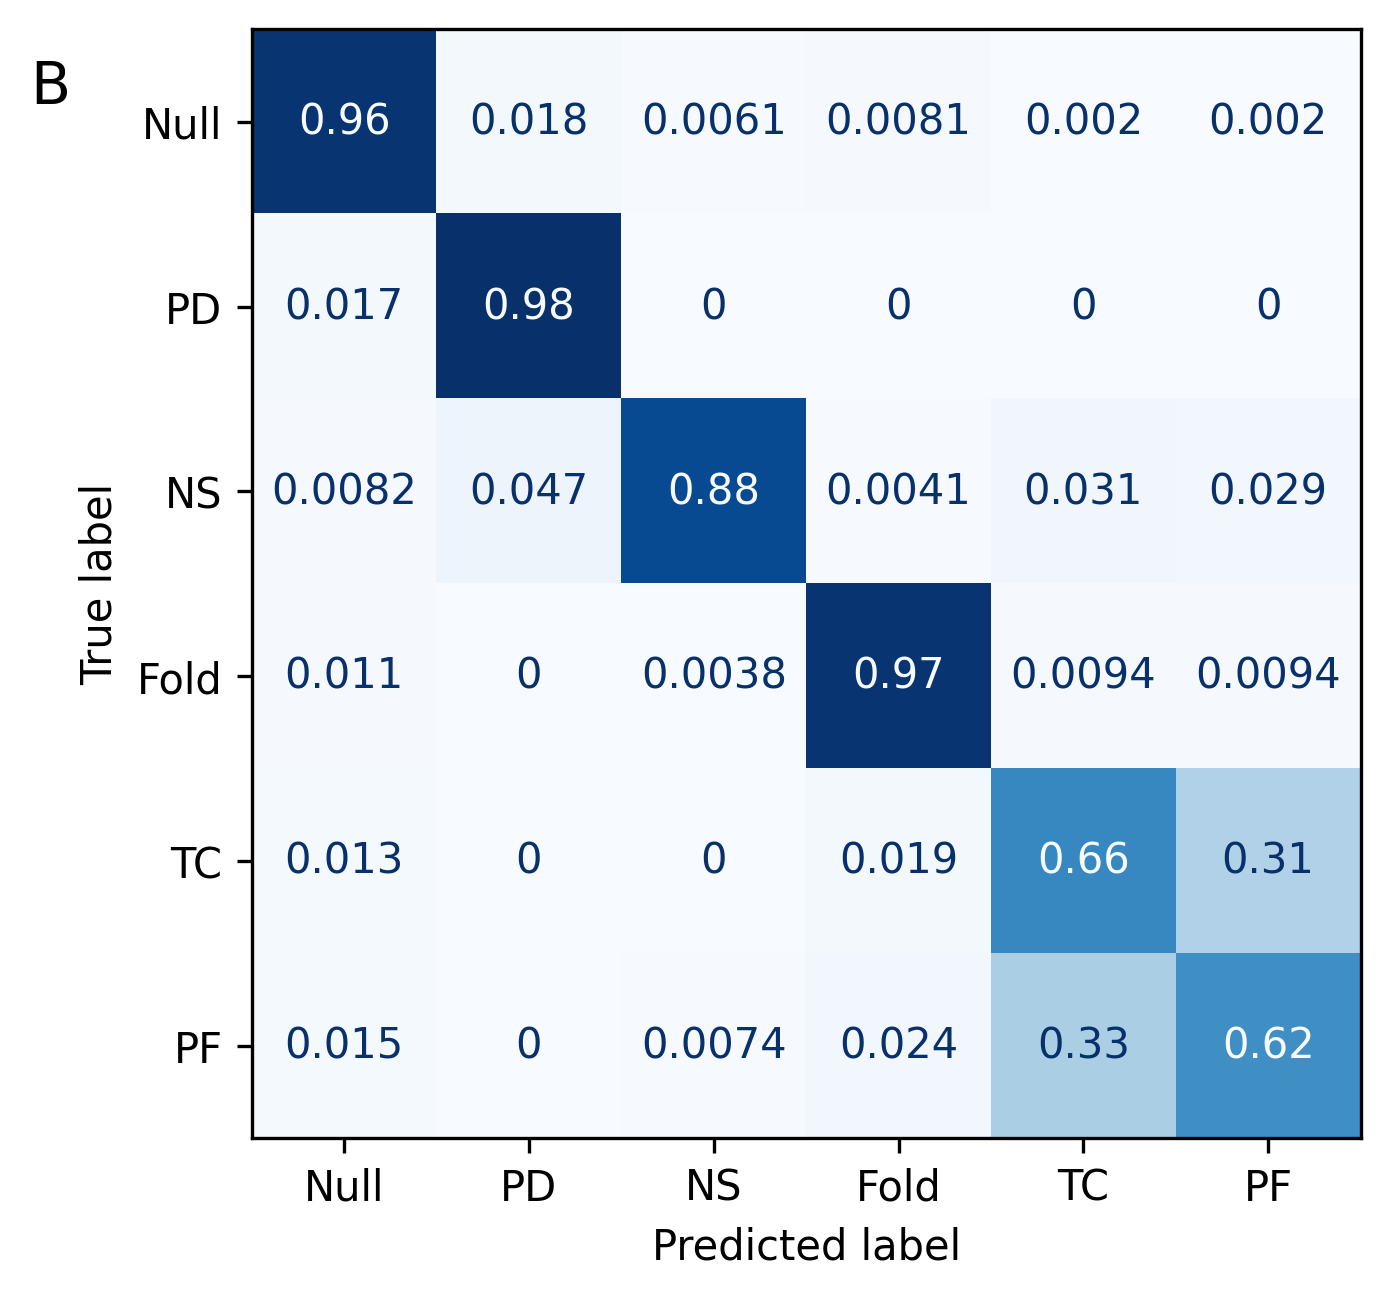 B
Null 0.96 0.018 0.0061 0.0081 0.002 0.002
PD 0.017 0.98 0 0 0 0
NS 0.0082 0.047 0.88 0.0041 0.031 0.029
Fold 0.011 0 0.0038 0.97 0.0094 0.0094
TC 0.013 0 0 0.019 0.66 0.31
PF 0.015 0 0.0074 0.024 0.33 0.62
True label
Null PD NS Fold TC PF
Predicted label